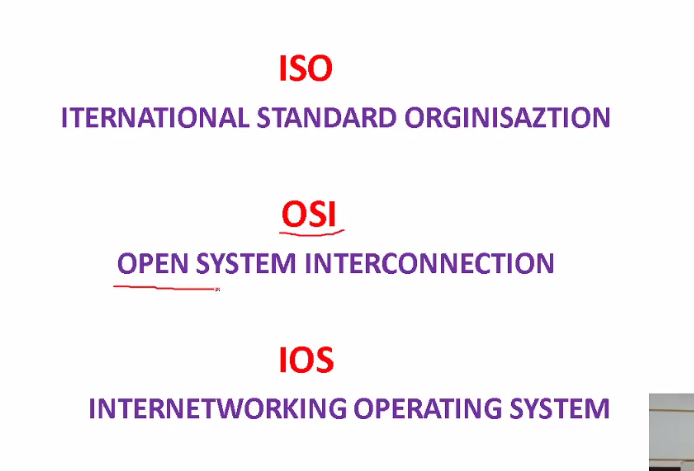 ISO
ITERNATIONAL STANDARD ORGINISAZTION
OSI
OPEN SYSTEM INTERCONNECTION
IOS
INTERNETWORKING OPERATING SYSTEM